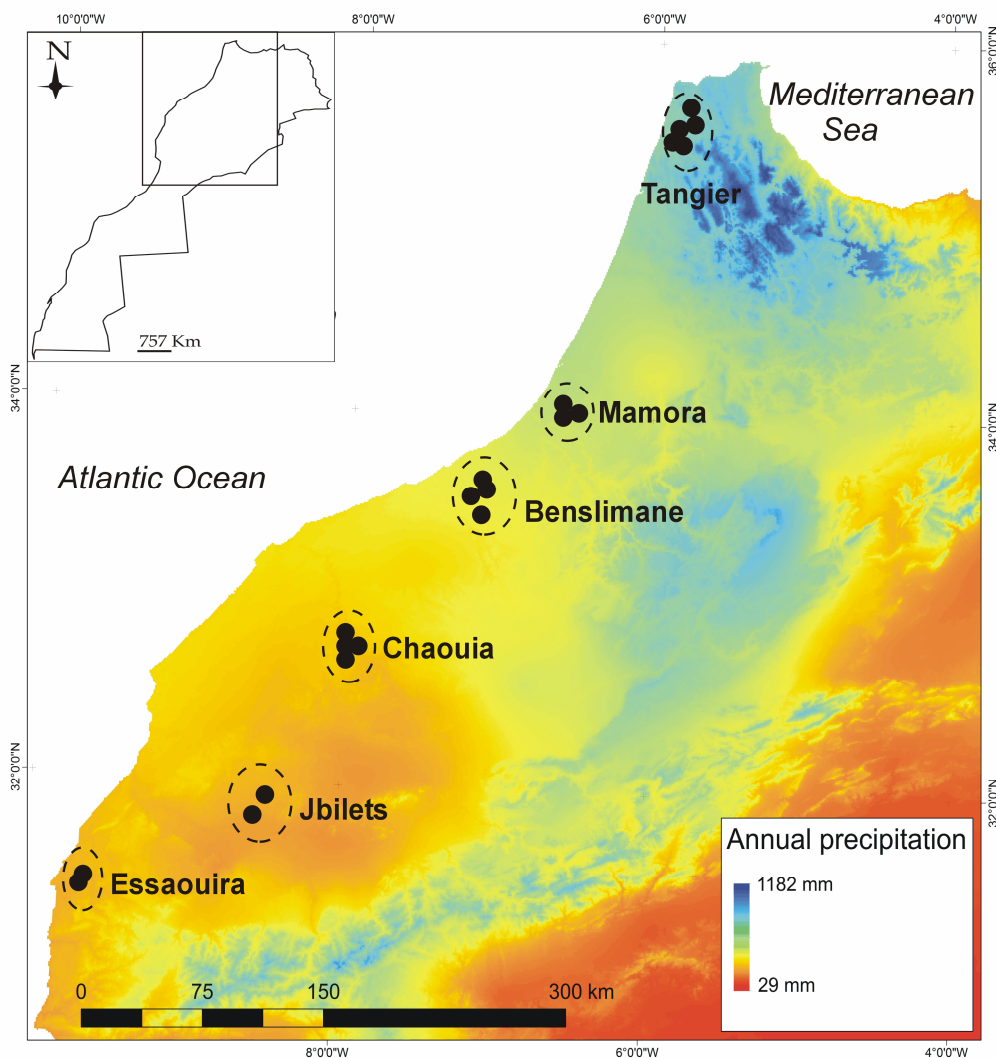 10°0'0"W 8°0'0"W 6°0'0"W 4°0'0"W
36°0'0"N
N
Mediterranean
Sea
Tangier
757 Km
34°0'0"N
34°0'0"N
Mamora
Atlantic Ocean
Benslimane
Chaouia
32°0'0"N
32°0'0"N
Jbilets
Essaouira
Annual precipitation
1182 mm
29 mm
0 75 150 300 km
8°0'0"W 6°0'0"W 4°0'0"W